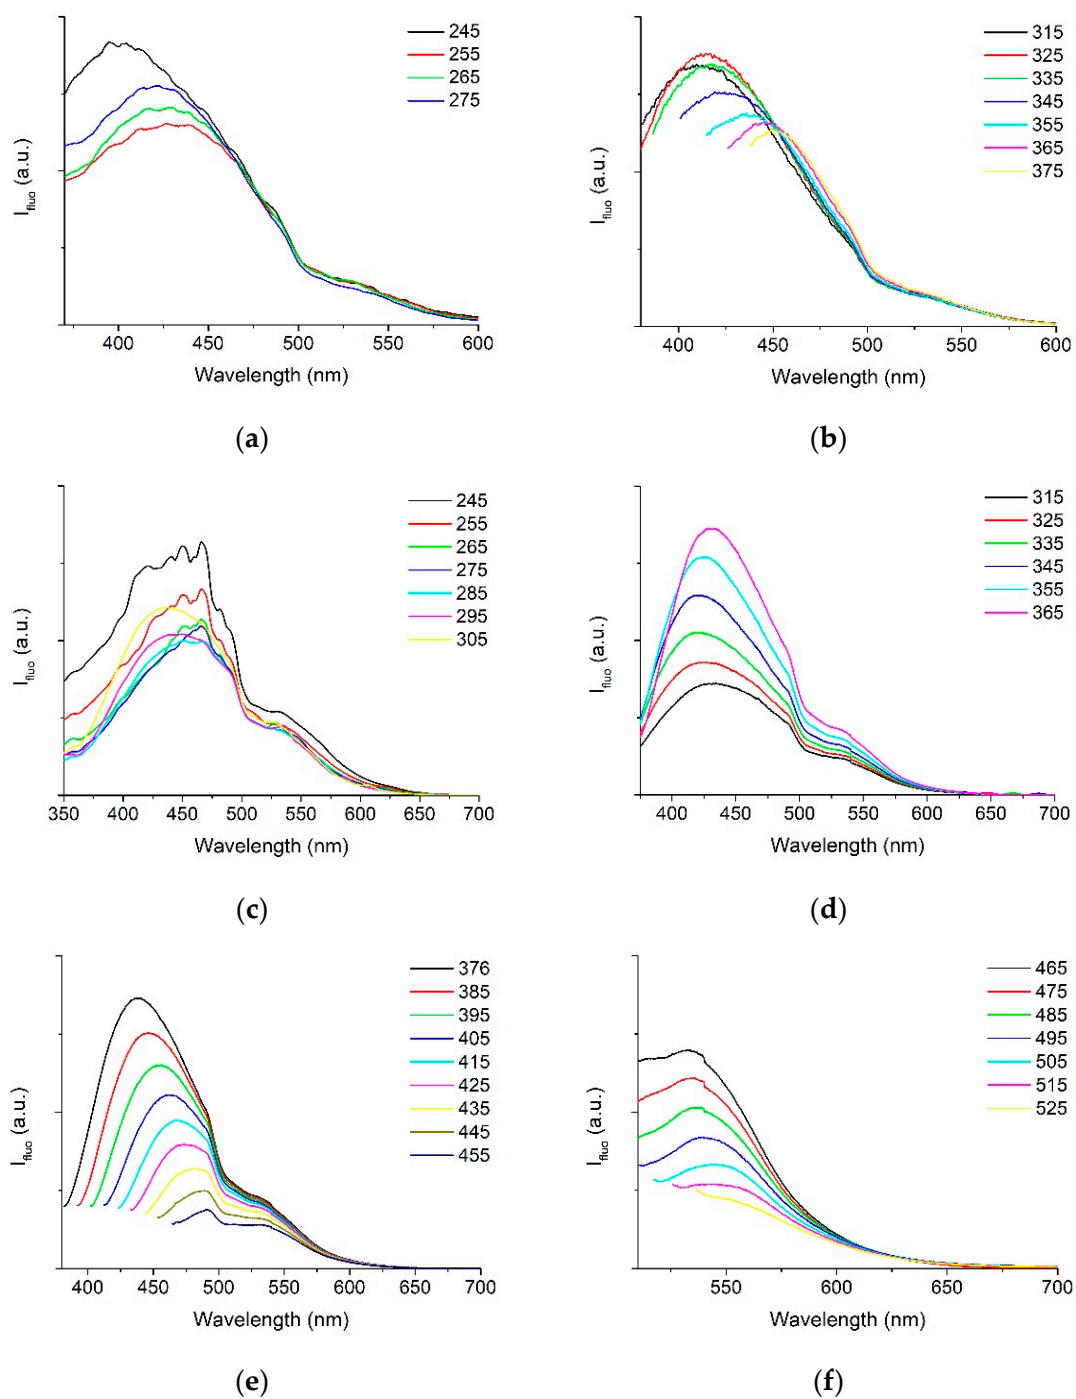 245
255
265
275
I_fluo (a.u.)
400 450 500 550 600
Wavelength (nm)
(a)
315
325
335
345
355
365
375
I_fluo (a.u.)
400 450 500 550 600
Wavelength (nm)
(b)
245
255
265
275
285
295
305
I_fluo (a.u.)
350 400 450 500 550 600 650 700
Wavelength (nm)
(c)
315
325
335
345
355
365
I_fluo (a.u.)
400 450 500 550 600 650 700
Wavelength (nm)
(d)
376
385
395
405
415
425
435
445
455
I_fluo (a.u.)
400 450 500 550 600 650 700
Wavelength (nm)
(e)
465
475
485
495
505
515
525
I_fluo (a.u.)
550 600 650 700
Wavelength (nm)
(f)